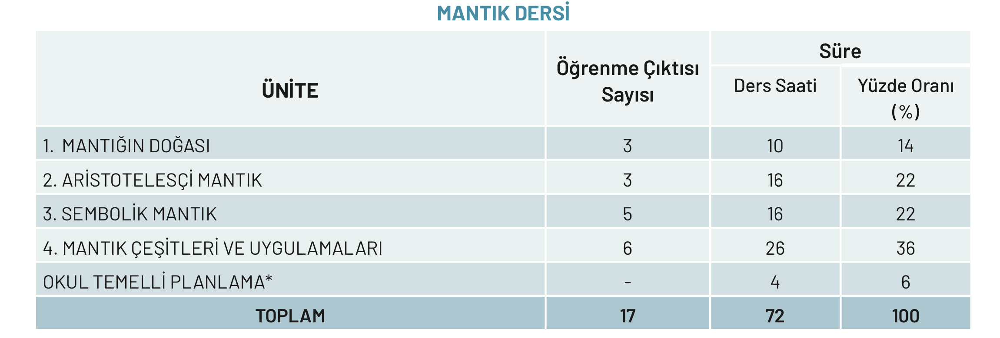 MANTIK DERSİ
ÜNİTE
Öğrenme Çıktısı
Sayısı
Süre
Ders Saati
Yüzde Oranı
(%)
1. MANTIĞIN DOĞASI 3 10 14
2. ARİSTOTELESÇİ MANTIK 3 16 22
3. SEMBOLİK MANTIK 5 16 22
4. MANTIK ÇEŞİTLERİ VE UYGULAMALARI 6 26 36
OKUL TEMELLİ PLANLAMA* - 4 6
TOPLAM 17 72 100